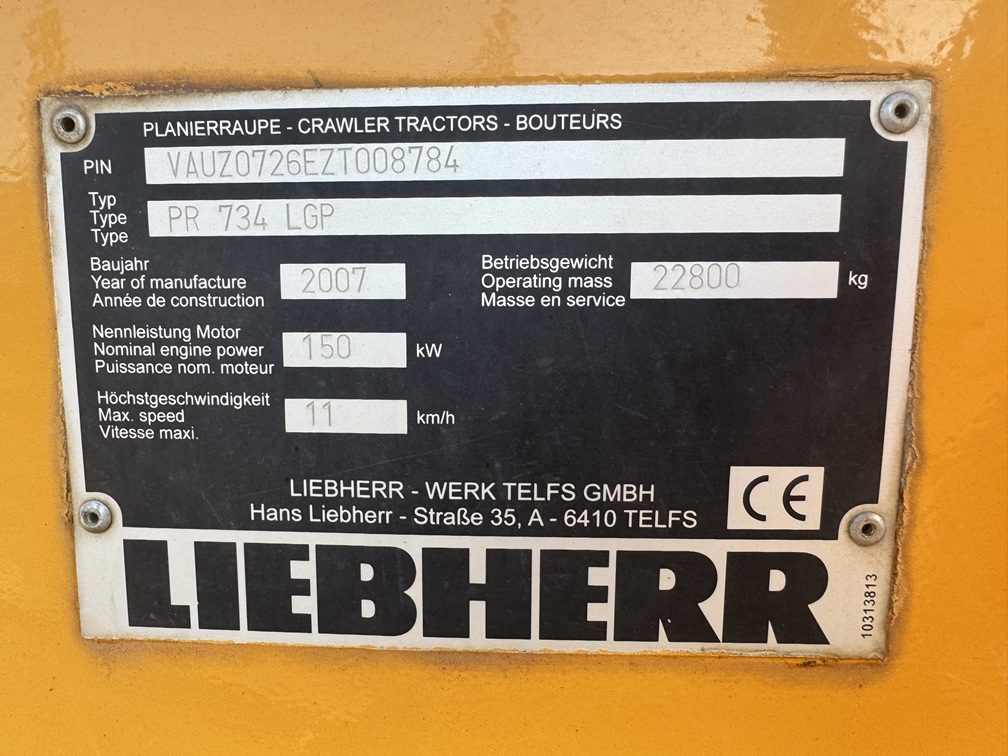 PLANIERRAUPE - CRAWLER TRACTORS - BOUTEURS
PIN VAUZ0726EZT008784
Typ
Type PR 734 LGP
Type
Baujahr
Year of manufacture 2007
Année de construction
Betriebsgewicht
Operating mass 22800 kg
Masse en service
Nennleistung Motor
Nominal engine power 150 kW
Puissance nom. moteur
Höchstgeschwindigkeit
Max. speed 11 km/h
Vitesse maxi.
LIEBHERR - WERK TELFS GMBH
Hans Liebherr - Straße 35, A - 6410 TELFS
CE
LIEBHERR
10313813